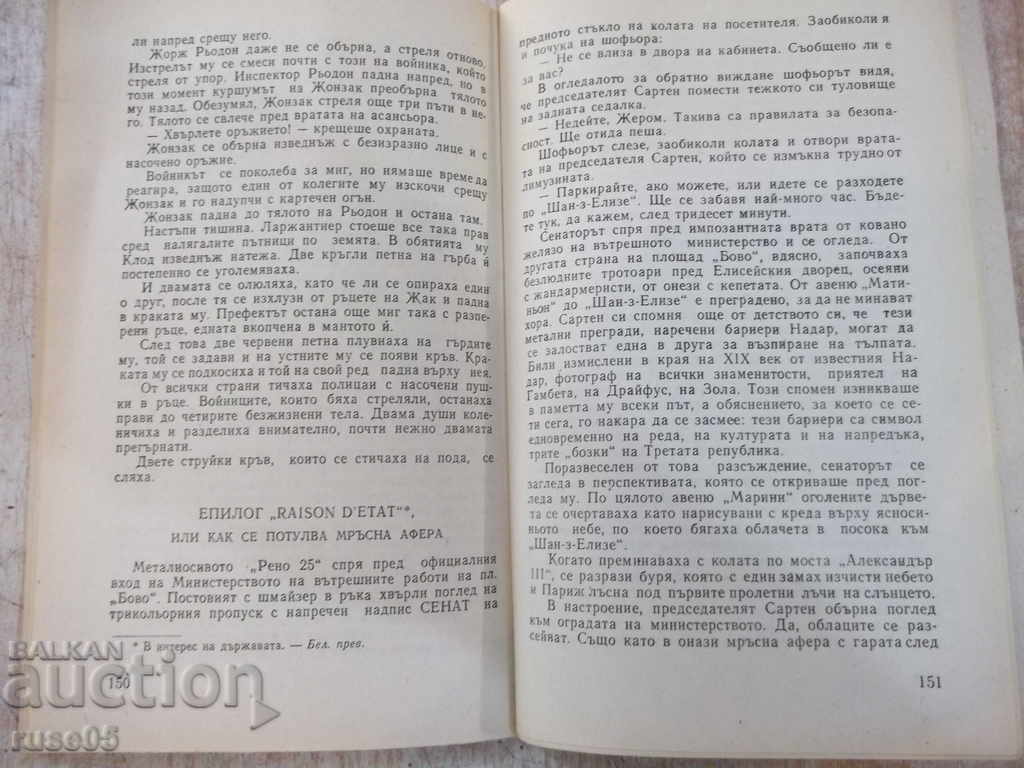 ли напред срещу него.
Жорж Рьодон даже не се обърна, а стреля отново.
Изстрелът му се смеси почти с този на войника, който
стреля от упор. Инспектор Рьодон падна напред, но в
този момент куршумът на Жонзак преобърна тялото
му назад. Обезумял, Жонзак стреля още три пъти в не-
го. Тялото се свлече пред вратата на асансьора.
— Хвърлете оръжието! — крещеше охраната.
Жонзак се обърна изведнъж с безизразно лице и с
насочено оръжие.
Войникът се поколеба за миг, но нямаше време да
реагира, защото един от колегите му изскочи срещу
Жонзак и го надупчи с картечен огън.
Жонзак падна до тялото на Рьодон и остана там.
Настъпи тишина. Ларжантиер стоеше все така прав
сред налягалите пътници по земята. В обятията му
Клод изведнъж натежа. Две кръгли петна на гърба ѝ
постепенно се уголемяваха.
И двамата се олюляха, като че ли се опираха един
о друг, после тя се изхлузи от ръцете на Жак и падна
в краката му. Префектът остана още миг така с разпе-
рени ръце, едната вкопчена в мантото ѝ.
След това две червени петна плувнаха на гърдите
му, той се задави и на устните му се появи кръв. Кра-
ката му се подкосиха и той на свой ред падна върху нея.
От всички страни тичаха полицаи с насочени пуш-
ки в ръце. Войниците, които бяха стреляли, останаха
прави до четирите безжизнени тела. Двама души коле-
ничиха и разделиха внимателно, почти нежно двамата
прегърнати.
Двете струйки кръв, които се стичаха на пода, се
сляха.
ЕПИЛОГ „RAISON D'ETAT"*,
ИЛИ КАК СЕ ПОТУЛВА МРЪСНА АФЕРА
Металносивото „Рено 25" спря пред официалния
вход на Министерството на вътрешните работи на пл.
„Бово". Постовият с шмайзер в ръка хвърли поглед на
трикольорния пропуск с напречен надпис СЕНАТ на
* В интерес на държавата. — Бел. прев.
150
предното стъкло на колата на посетителя. Заобиколи я
и почука на шофьора:
— Не се влиза в двора на кабинета. Съобщено ли е
за вас?
В огледалото за обратно виждане шофьорът видя,
че председателят Сартен помести тежкото си туловище
на задната седалка.
— Недейте, Жером. Такива са правилата за безопа-
сност. Ще отида пеша.
Шофьорът слезе, заобиколи колата и отвори врата-
та на председателя Сартен, който се измъкна трудно от
лимузината.
— Паркирайте, ако можете, или идете се разходете
по „Шан-з-Елизе". Ще се забавя най-много час. Бъде-
те тук, да кажем, след тридесет минути.
Сенаторът спря пред импозантната врата от ковано
желязо на вътрешното министерство и се огледа. От
другата страна на площад „Бово", вдясно, започваха
безлюдните тротоари пред Елисейския дворец, осеяни
с жандармеристи, от онези с кепетата. От авеню „Мати-
ньон" до „Шан-з-Елизе" е преградено, за да не минават
хора. Сартен си спомня още от детството си, че тези
метални прегради, наречени бариери Надар, могат да
се залостват една в друга за възпиране на тълпата.
Били измислени в края на XIX век от известния На-
дар, фотограф на всички знаменитости, приятел на
Гамбета, на Драйфус, на Зола. Този спомен изникваше
в паметта му всеки път, а обяснението, за което се се-
ти сега, го накара да се засмее: тези бариери са символ
едновременно на реда, на културата и на напредъка,
трите „бозки" на Третата република.
Поразвеселен от това разсъждение, сенаторът се
загледа в перспективата, която се откриваше пред пог-
леда му. По цялото авеню „Марини" оголените дърве-
та се очертаваха като нарисувани с креда върху ясноси-
ньото небе, по което бягаха облачета в посока към
„Шан-з-Елизе".
Когато преминаваха с колата по моста „Александър
III", се разрази буря, която с един замах изчисти небето
и Париж лъсна под първите пролетни лъчи на слънцето.
В настроение, председателят Сартен обърна поглед
към оградата на министерството. Да, облаците се раз-
сейват. Също като в онази мръсна афера с гарата след
151
BALKAN
auction
ruse05